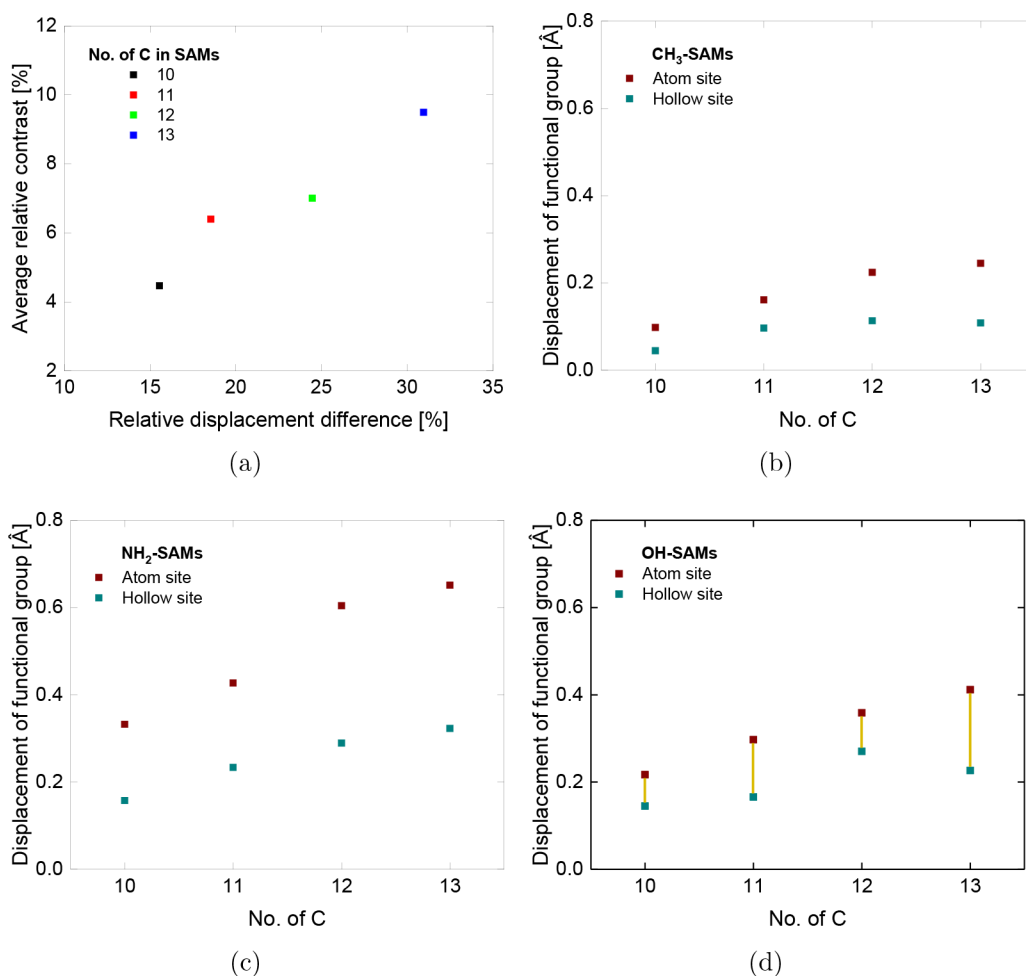 12
10
8
6
4
2
Average relative contrast [%]
No. of C in SAMs
10
11
12
13
10 15 20 25 30 35
Relative displacement difference [%]
(a)
0.8
0.6
0.4
0.2
0.0
Displacement of functional group [Â]
CH₃-SAMs
Atom site
Hollow site
10 11 12 13
No. of C
(b)
0.8
0.6
0.4
0.2
0.0
Displacement of functional group [Â]
NH₂-SAMs
Atom site
Hollow site
10 11 12 13
No. of C
(c)
0.8
0.6
0.4
0.2
0.0
Displacement of functional group [Â]
OH-SAMs
Atom site
Hollow site
10 11 12 13
No. of C
(d)